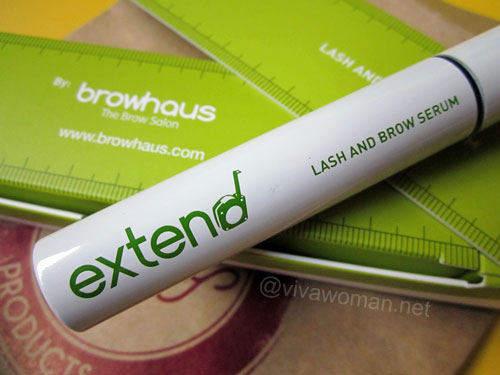 By: browhaus
The Brow Salon
www.browhaus.com
LASH AND
extend
LASH AND BROW SERUM
@vivawoman.net
PRODUCTS